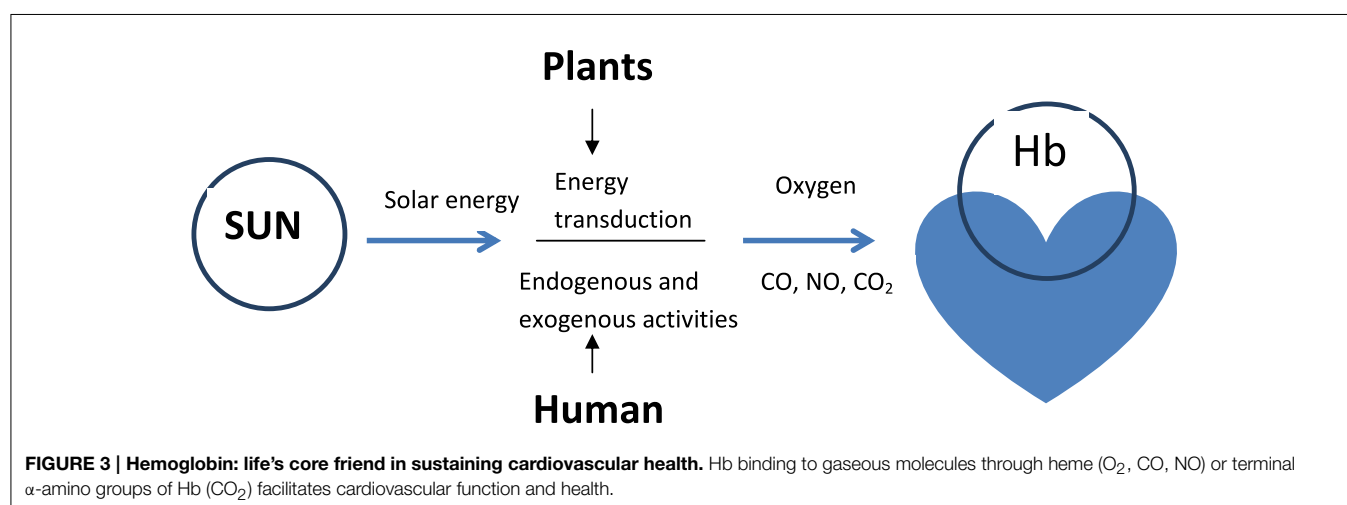 Plants
SUN
Solar energy
Energy
transduction
Endogenous and
exogenous activities
Human
Oxygen
CO, NO, CO₂
Hb
FIGURE 3 | Hemoglobin: life's core friend in sustaining cardiovascular health. Hb binding to gaseous molecules through heme (O₂, CO, NO) or terminal
α-amino groups of Hb (CO₂) facilitates cardiovascular function and health.